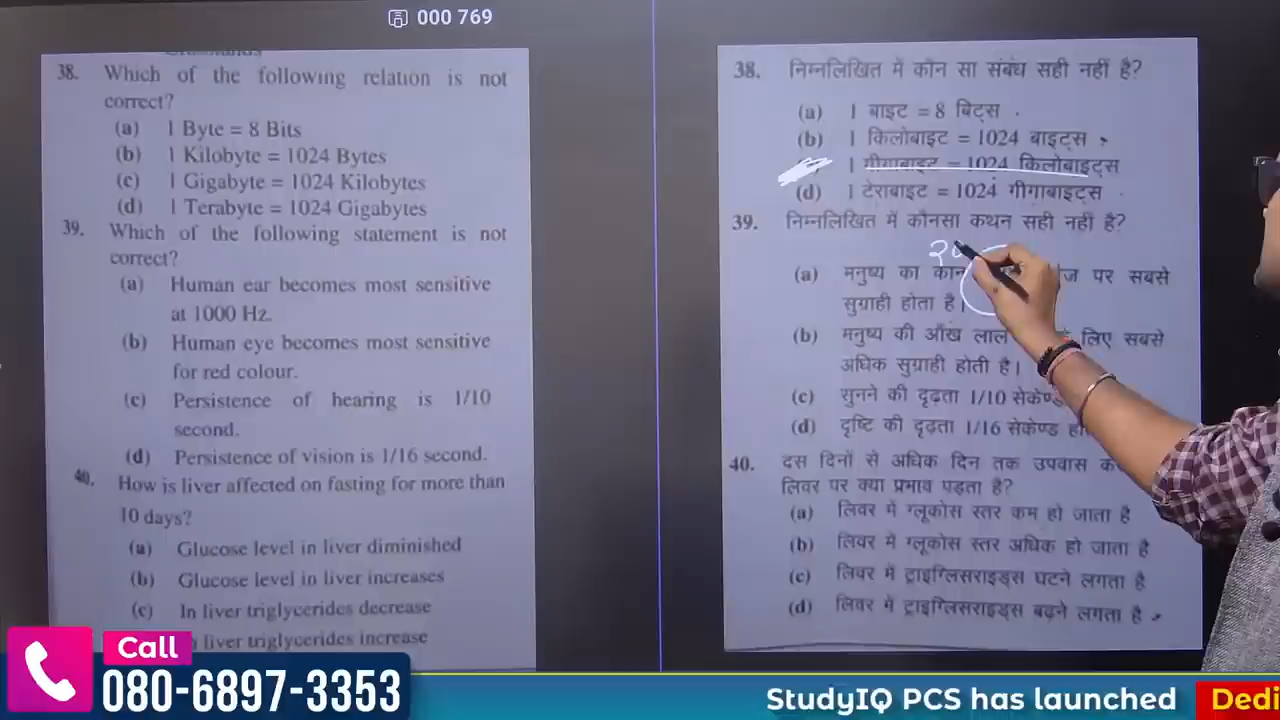 000 769
38. Which of the following relation is not
correct?
(a) 1 Byte = 8 Bits
(b) 1 Kilobyte = 1024 Bytes
(c) 1 Gigabyte = 1024 Kilobytes
(d) 1 Terabyte = 1024 Gigabytes
39. Which of the following statement is not
correct?
(a) Human ear becomes most sensitive
at 1000 Hz.
(b) Human eye becomes most sensitive
for red colour.
(c) Persistence of hearing is 1/10
second.
(d) Persistence of vision is 1/16 second.
40. How is liver affected on fasting for more than
10 days?
(a) Glucose level in liver diminished
(b) Glucose level in liver increases
(c) In liver triglycerides decrease
liver triglycerides increase
38. निम्नलिखित में कौन सा संबंध सही नहीं है?
(a) 1 बाइट = 8 बिट्स
(b) 1 किलोबाइट = 1024 बाइट्स
1 गीगाबाइट = 1024 किलोबाइट्स
(d) 1 टेराबाइट = 1024 गीगाबाइट्स
39. निम्नलिखित में कौनसा कथन सही नहीं है?
(a) मनुष्य का कान पर सबसे
सुग्राही होता है।
(b) मनुष्य की आँख लाल लिए सबसे
अधिक सुग्राही होती है।
(c) सुनने की दृढ़ता 1/10 सेकेण्ड
(d) दृष्टि की दृढ़ता 1/16 सेकेण्ड
40. दस दिनों से अधिक दिन तक उपवास
लिवर पर क्या प्रभाव पड़ता है?
(a) लिवर में ग्लूकोस स्तर कम हो जाता है
(b) लिवर में ग्लूकोस स्तर अधिक हो जाता है
(c) लिवर में ट्राइग्लिसराइड्स घटने लगता है
(d) लिवर में ट्राइग्लिसराइड्स बढ़ने लगता है
Call
080-6897-3353
StudyIQ PCS has launched
Dedi